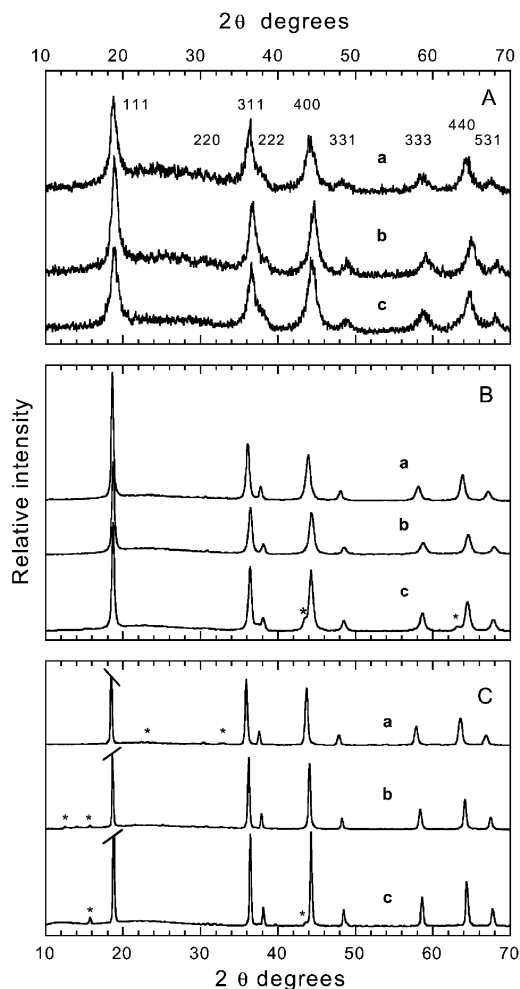 2 θ degrees
10 20 30 40 50 60 70
A
111 311 400
220 222 331 333 440 531
a
b
c
Relative intensity
B
a
b
c
* *
C
* * a
* * b
* * c
10 20 30 40 50 60 70
2 θ degrees